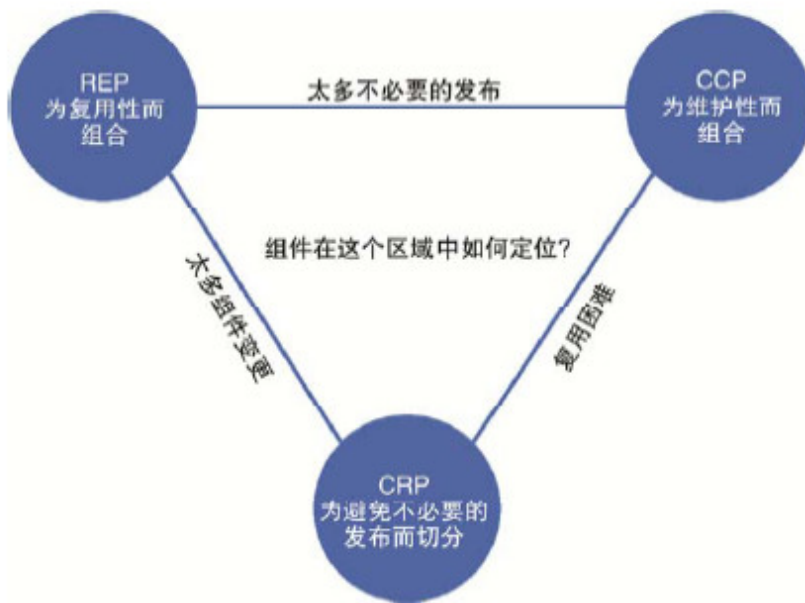 REP
为复用性而
组合
太多不必要的发布
CCP
为维护性而
组合
组件在这个区域中如何定位?
太多组件变更
复用困难
CRP
为避免不必要的
发布而切分